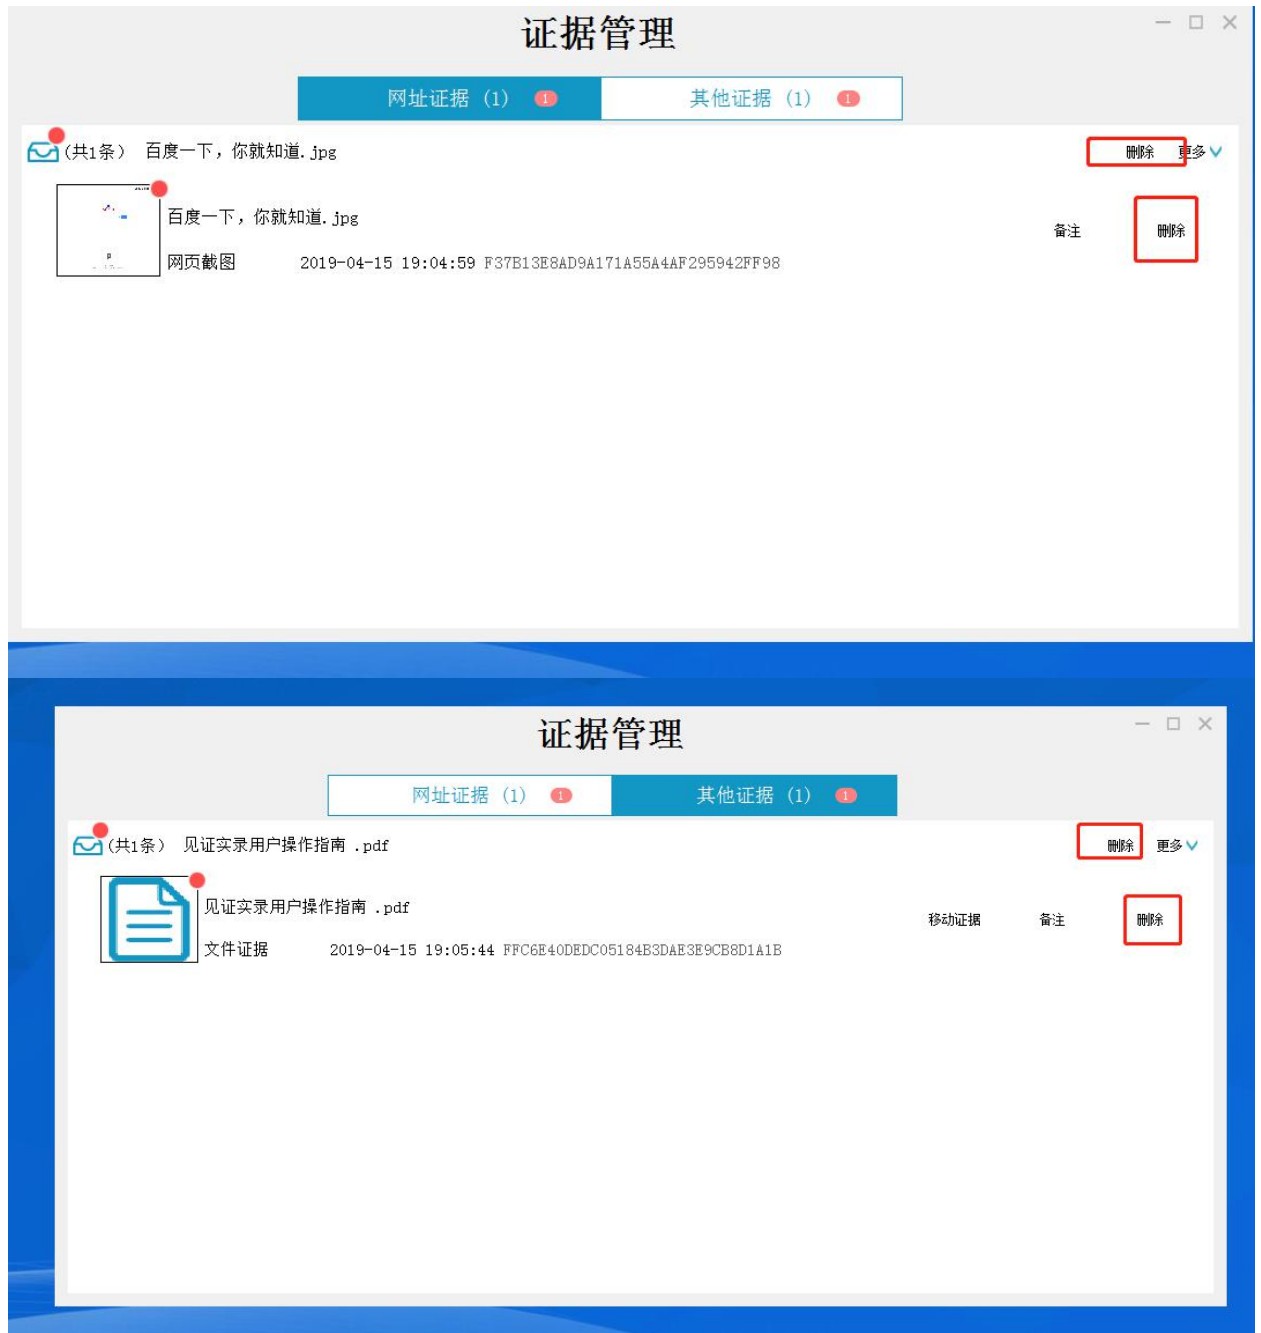 证据管理
网址证据（1） 1 其他证据（1） 1
（共1条） 百度一下，你就知道.jpg 删除 更多
百度一下，你就知道.jpg
备注 删除
网页截图 2019-04-15 19:04:59 F37B13E8AD9A171A55A4AF295942FF98
证据管理
网址证据（1） 1 其他证据（1） 1
（共1条） 见证实录用户操作指南 .pdf 删除 更多
见证实录用户操作指南 .pdf
移动证据 备注 删除
文件证据 2019-04-15 19:05:44 FFC6E40DEDC05184B3DAE3E9CB8D1A1B